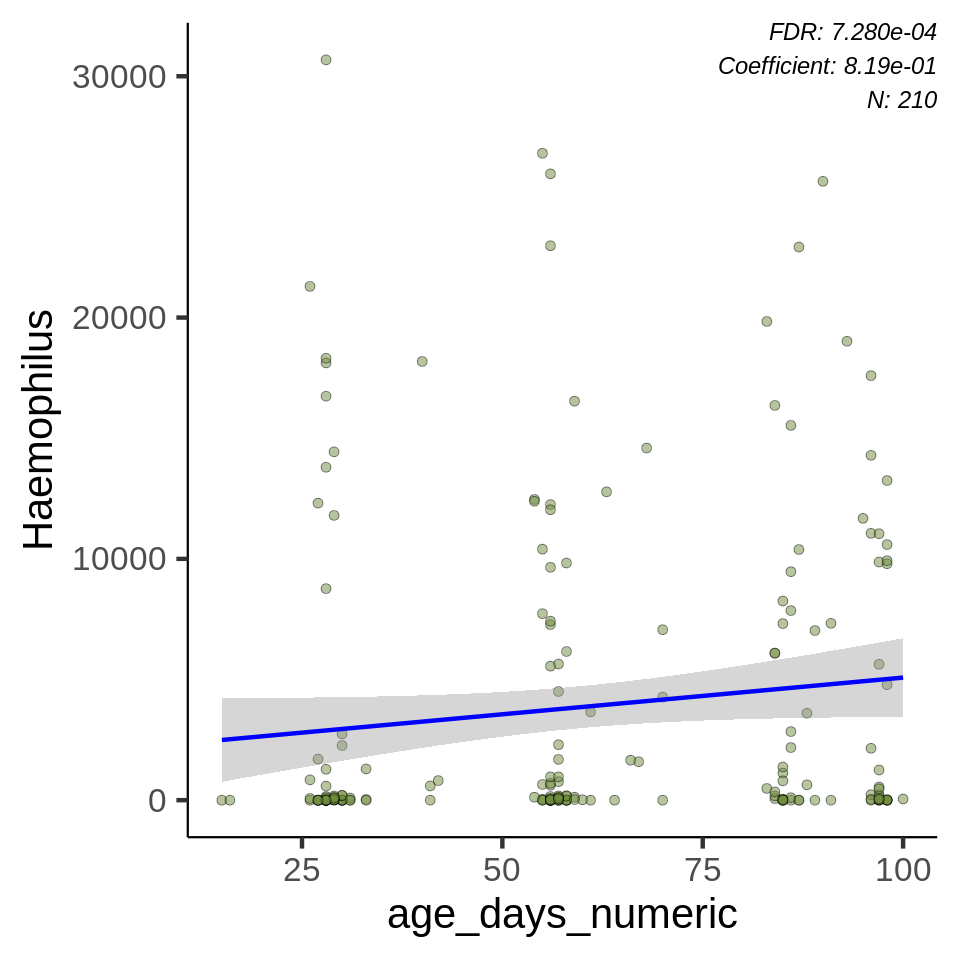 FDR: 7.280e-04
Coefficient: 8.19e-01
N: 210
30000
20000
10000
0
Haemophilus
25 50 75 100
age_days_numeric